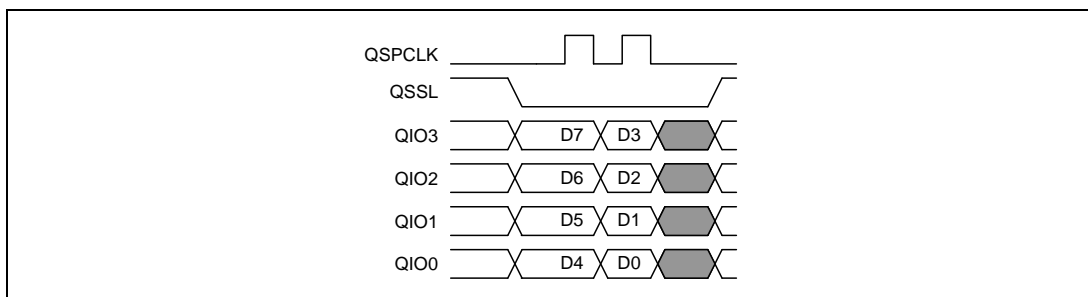 QSPCLK
QSSL
QIO3 D7 D3
QIO2 D6 D2
QIO1 D5 D1
QIO0 D4 D0